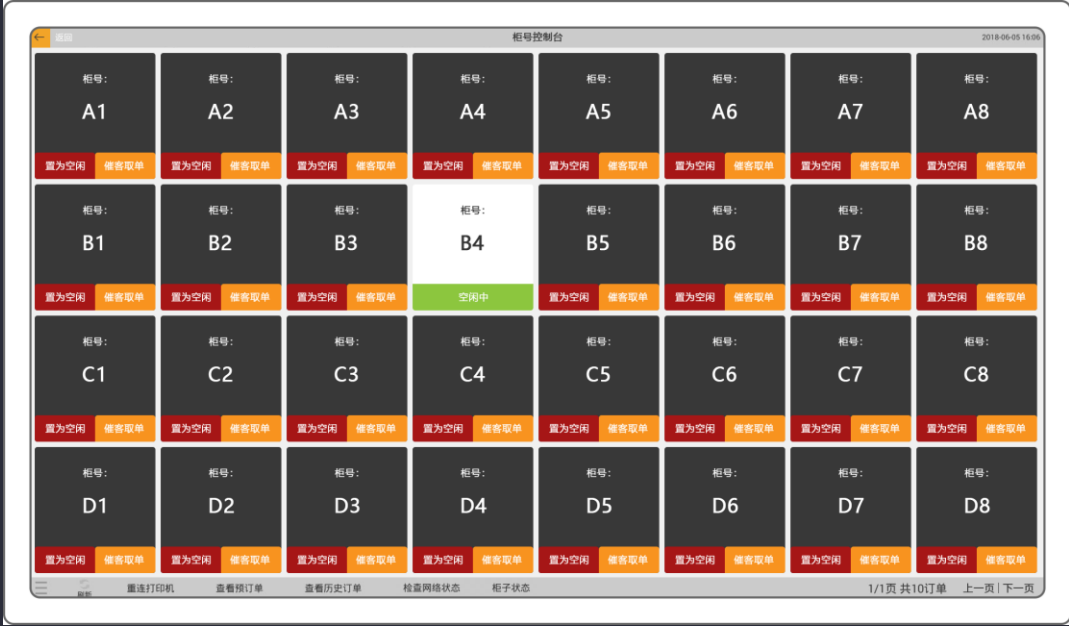 返回 柜号控制台 2018-06-05 16:06
柜号: 柜号: 柜号: 柜号: 柜号: 柜号: 柜号: 柜号:
A1 A2 A3 A4 A5 A6 A7 A8
置为空闲 催客取单 置为空闲 催客取单 置为空闲 催客取单 置为空闲 催客取单 置为空闲 催客取单 置为空闲 催客取单 置为空闲 催客取单 置为空闲 催客取单
柜号: 柜号: 柜号: 柜号: 柜号: 柜号: 柜号: 柜号:
B1 B2 B3 B4 B5 B6 B7 B8
置为空闲 催客取单 置为空闲 催客取单 置为空闲 催客取单 空闲中 置为空闲 催客取单 置为空闲 催客取单 置为空闲 催客取单 置为空闲 催客取单
柜号: 柜号: 柜号: 柜号: 柜号: 柜号: 柜号: 柜号:
C1 C2 C3 C4 C5 C6 C7 C8
置为空闲 催客取单 置为空闲 催客取单 置为空闲 催客取单 置为空闲 催客取单 置为空闲 催客取单 置为空闲 催客取单 置为空闲 催客取单 置为空闲 催客取单
柜号: 柜号: 柜号: 柜号: 柜号: 柜号: 柜号: 柜号:
D1 D2 D3 D4 D5 D6 D7 D8
置为空闲 催客取单 置为空闲 催客取单 置为空闲 催客取单 置为空闲 催客取单 置为空闲 催客取单 置为空闲 催客取单 置为空闲 催客取单 置为空闲 催客取单
刷新 重连打印机 查看预订单 查看历史订单 检查网络状态 柜子状态 1/1页 共10订单 上一页|下一页